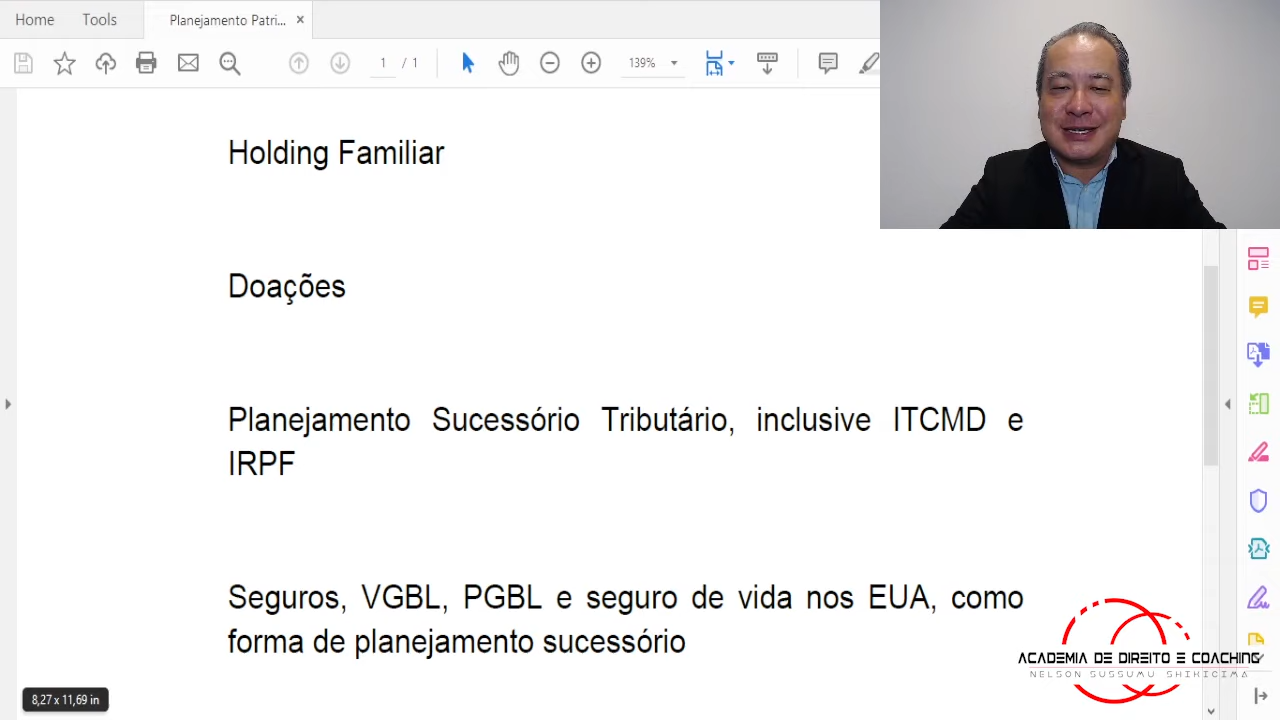 Home Tools Planejamento Patri... ×
1 / 1 139%
Holding Familiar
Doações
Planejamento Sucessório Tributário, inclusive ITCMD e
IRPF
Seguros, VGBL, PGBL e seguro de vida nos EUA, como
forma de planejamento sucessório
ACADEMIA DE DIREITO E COACHING
NELSON SUSSUMU SHIKICIMA
8,27 x 11,69 in